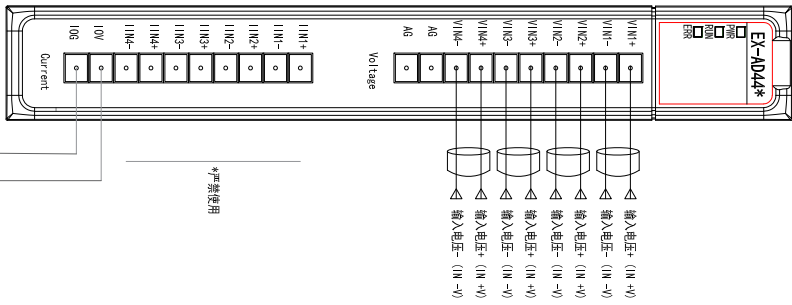 EX-AD44*
PWR
RUN
ERR
VIN1+
VIN1-
VIN2+
VIN2-
VIN3+
VIN3-
VIN4+
VIN4-
AG
AG
Voltage
IIN1+
IIN1-
IIN2+
IIN2-
IIN3+
IIN3-
IIN4+
IIN4-
IOV
IOG
Current
输入电压+ (IN +V)
输入电压- (IN -V)
输入电压+ (IN +V)
输入电压- (IN -V)
输入电压+ (IN +V)
输入电压- (IN -V)
输入电压+ (IN +V)
输入电压- (IN -V)
*严禁使用